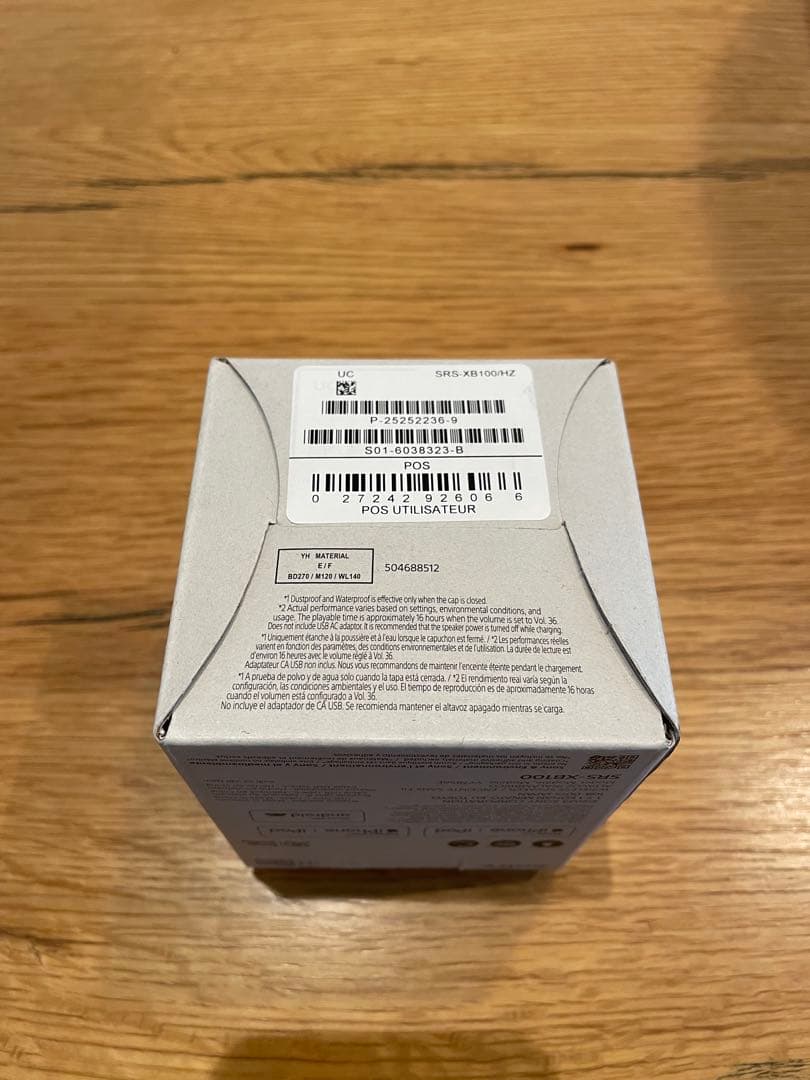 UC SRS-XB100/HZ
P-25252236-9
S01-6038323-B
POS
0 27242 92606 6
POS UTILISATEUR
YH MATERIAL
E / F
BD270 / M120 / WL140
504688512
*1 Dustproof and Waterproof is effective only when the cap is closed.
*2 Actual performance varies based on settings, environmental conditions, and
usage. The playable time is approximately 16 hours when the volume is set to Vol. 36.
Does not include USB AC adaptor. It is recommended that the speaker power is turned off while charging.
*1 Uniquement étanche à la poussière et à l'eau lorsque le capuchon est fermé. / *2 Les performances réelles
varient en fonction des paramètres, des conditions environnementales et de l'utilisation. La durée de lecture est
d'environ 16 heures avec le volume réglé à Vol. 36.
Adaptateur CA USB non inclus. Nous vous recommandons de maintenir l'enceinte éteinte pendant le chargement.
*1 A prueba de polvo y de agua solo cuando la tapa está cerrada. / *2 El rendimiento real varía según la
configuración, las condiciones ambientales y el uso. El tiempo de reproducción es de aproximadamente 16 horas
cuando el volumen está configurado a Vol. 36.
No incluye el adaptador de CA USB. Se recomienda mantener el altavoz apagado mientras se carga.
SRS-XB100
SONY CORPORATION
android
iPhone | iPod
iPhone | iPod